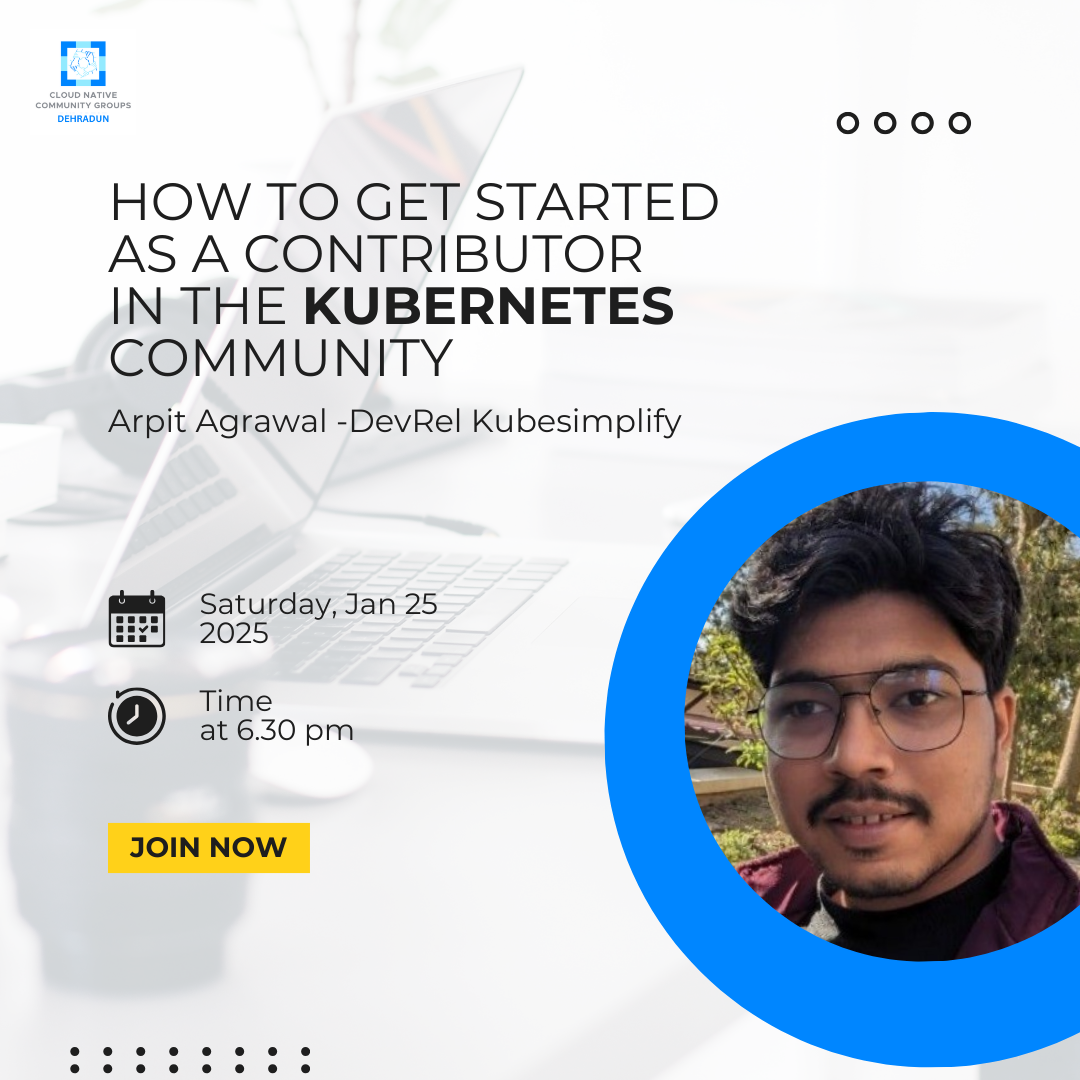 CLOUD NATIVE
COMMUNITY GROUPS
DEHRADUN
HOW TO GET STARTED
AS A CONTRIBUTOR
IN THE KUBERNETES
COMMUNITY
Arpit Agrawal -DevRel Kubesimplify
Saturday, Jan 25
2025
Time
at 6.30 pm
JOIN NOW